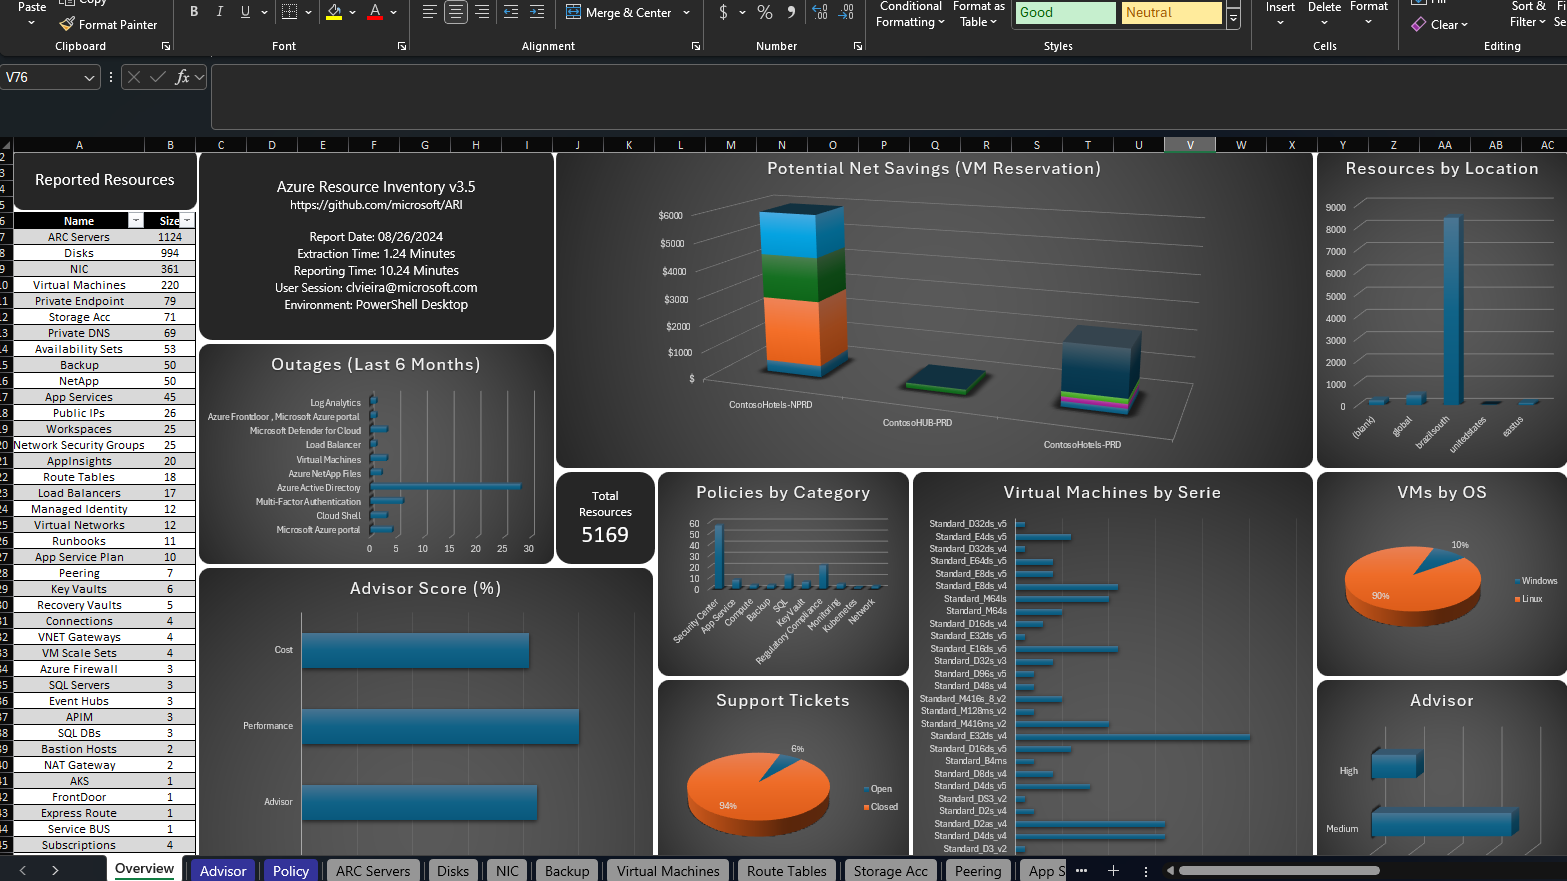 Paste
Copy
Format Painter
Clipboard
B I U
A
Font
Merge & Center
Alignment
$ % 9
.00
Number
Conditional
Formatting
Format as
Table
Good
Neutral
Styles
Insert Delete Format
Cells
Clear
Sort &
Filter
Editing
V76
fx
A B C D E F G H I J K L M N O P Q R S T U V W X Y Z AA AB AC
Reported Resources
Name Size
ARC Servers 1124
Disks 994
NIC 361
Virtual Machines 220
Private Endpoint 79
Storage Acc 71
Private DNS 69
Availability Sets 53
Backup 50
NetApp 50
App Services 45
Public IPs 26
Workspaces 25
Network Security Groups 25
AppInsights 20
Route Tables 18
Load Balancers 17
Managed Identity 12
Virtual Networks 12
Runbooks 11
App Service Plan 10
Peering 7
Key Vaults 6
Recovery Vaults 5
Connections 4
VNET Gateways 4
VM Scale Sets 4
Azure Firewall 3
SQL Servers 3
Event Hubs 3
APIM 3
SQL DBs 3
Bastion Hosts 2
NAT Gateway 2
AKS 1
FrontDoor 1
Express Route 1
Service BUS 1
Subscriptions 4
Azure Resource Inventory v3.5
https://github.com/microsoft/ARI
Report Date: 08/26/2024
Extraction Time: 1.24 Minutes
Reporting Time: 10.24 Minutes
User Session: clvieira@microsoft.com
Environment: PowerShell Desktop
Outages (Last 6 Months)
Log Analytics
Azure Frontdoor , Microsoft Azure portal
Microsoft Defender for Cloud
Load Balancer
Virtual Machines
Azure NetApp Files
Azure Active Directory
Multi-Factor Authentication
Cloud Shell
Microsoft Azure portal
0 5 10 15 20 25 30
Advisor Score (%)
Cost
Performance
Advisor
Potential Net Savings (VM Reservation)
$6000
$5000
$4000
$3000
$2000
$1000
$
ContosoHotels-NPRD
ContosoHUB-PRD
ContosoHotels-PRD
Total
Resources
5169
Policies by Category
60
50
40
30
20
10
0
Security Center
App Service
Compute
Backup
SQL
Key Vault
Regulatory Compliance
Monitoring
Kubernetes
Network
Support Tickets
6%
94%
Open
Closed
Virtual Machines by Serie
Standard_D32ds_v5
Standard_E4ds_v5
Standard_D32ds_v4
Standard_E64ds_v5
Standard_E8ds_v5
Standard_E8ds_v4
Standard_M64ls
Standard_M64s
Standard_D16ds_v4
Standard_E32ds_v5
Standard_E16ds_v5
Standard_D32s_v3
Standard_D96s_v5
Standard_D48s_v4
Standard_M416s_8_v2
Standard_M128ms_v2
Standard_M416ms_v2
Standard_E32ds_v4
Standard_D16ds_v5
Standard_B4ms
Standard_D8ds_v4
Standard_D4ds_v5
Standard_DS3_v2
Standard_D2s_v4
Standard_D2as_v4
Standard_D4ds_v4
Standard_D3_v2
Resources by Location
9000
8000
7000
6000
5000
4000
3000
2000
1000
0
(blank)
global
brazilsouth
unitedstates
eastus
VMs by OS
10%
90%
Windows
Linux
Advisor
High
Medium
Overview Advisor Policy ARC Servers Disks NIC Backup Virtual Machines Route Tables Storage Acc Peering App S